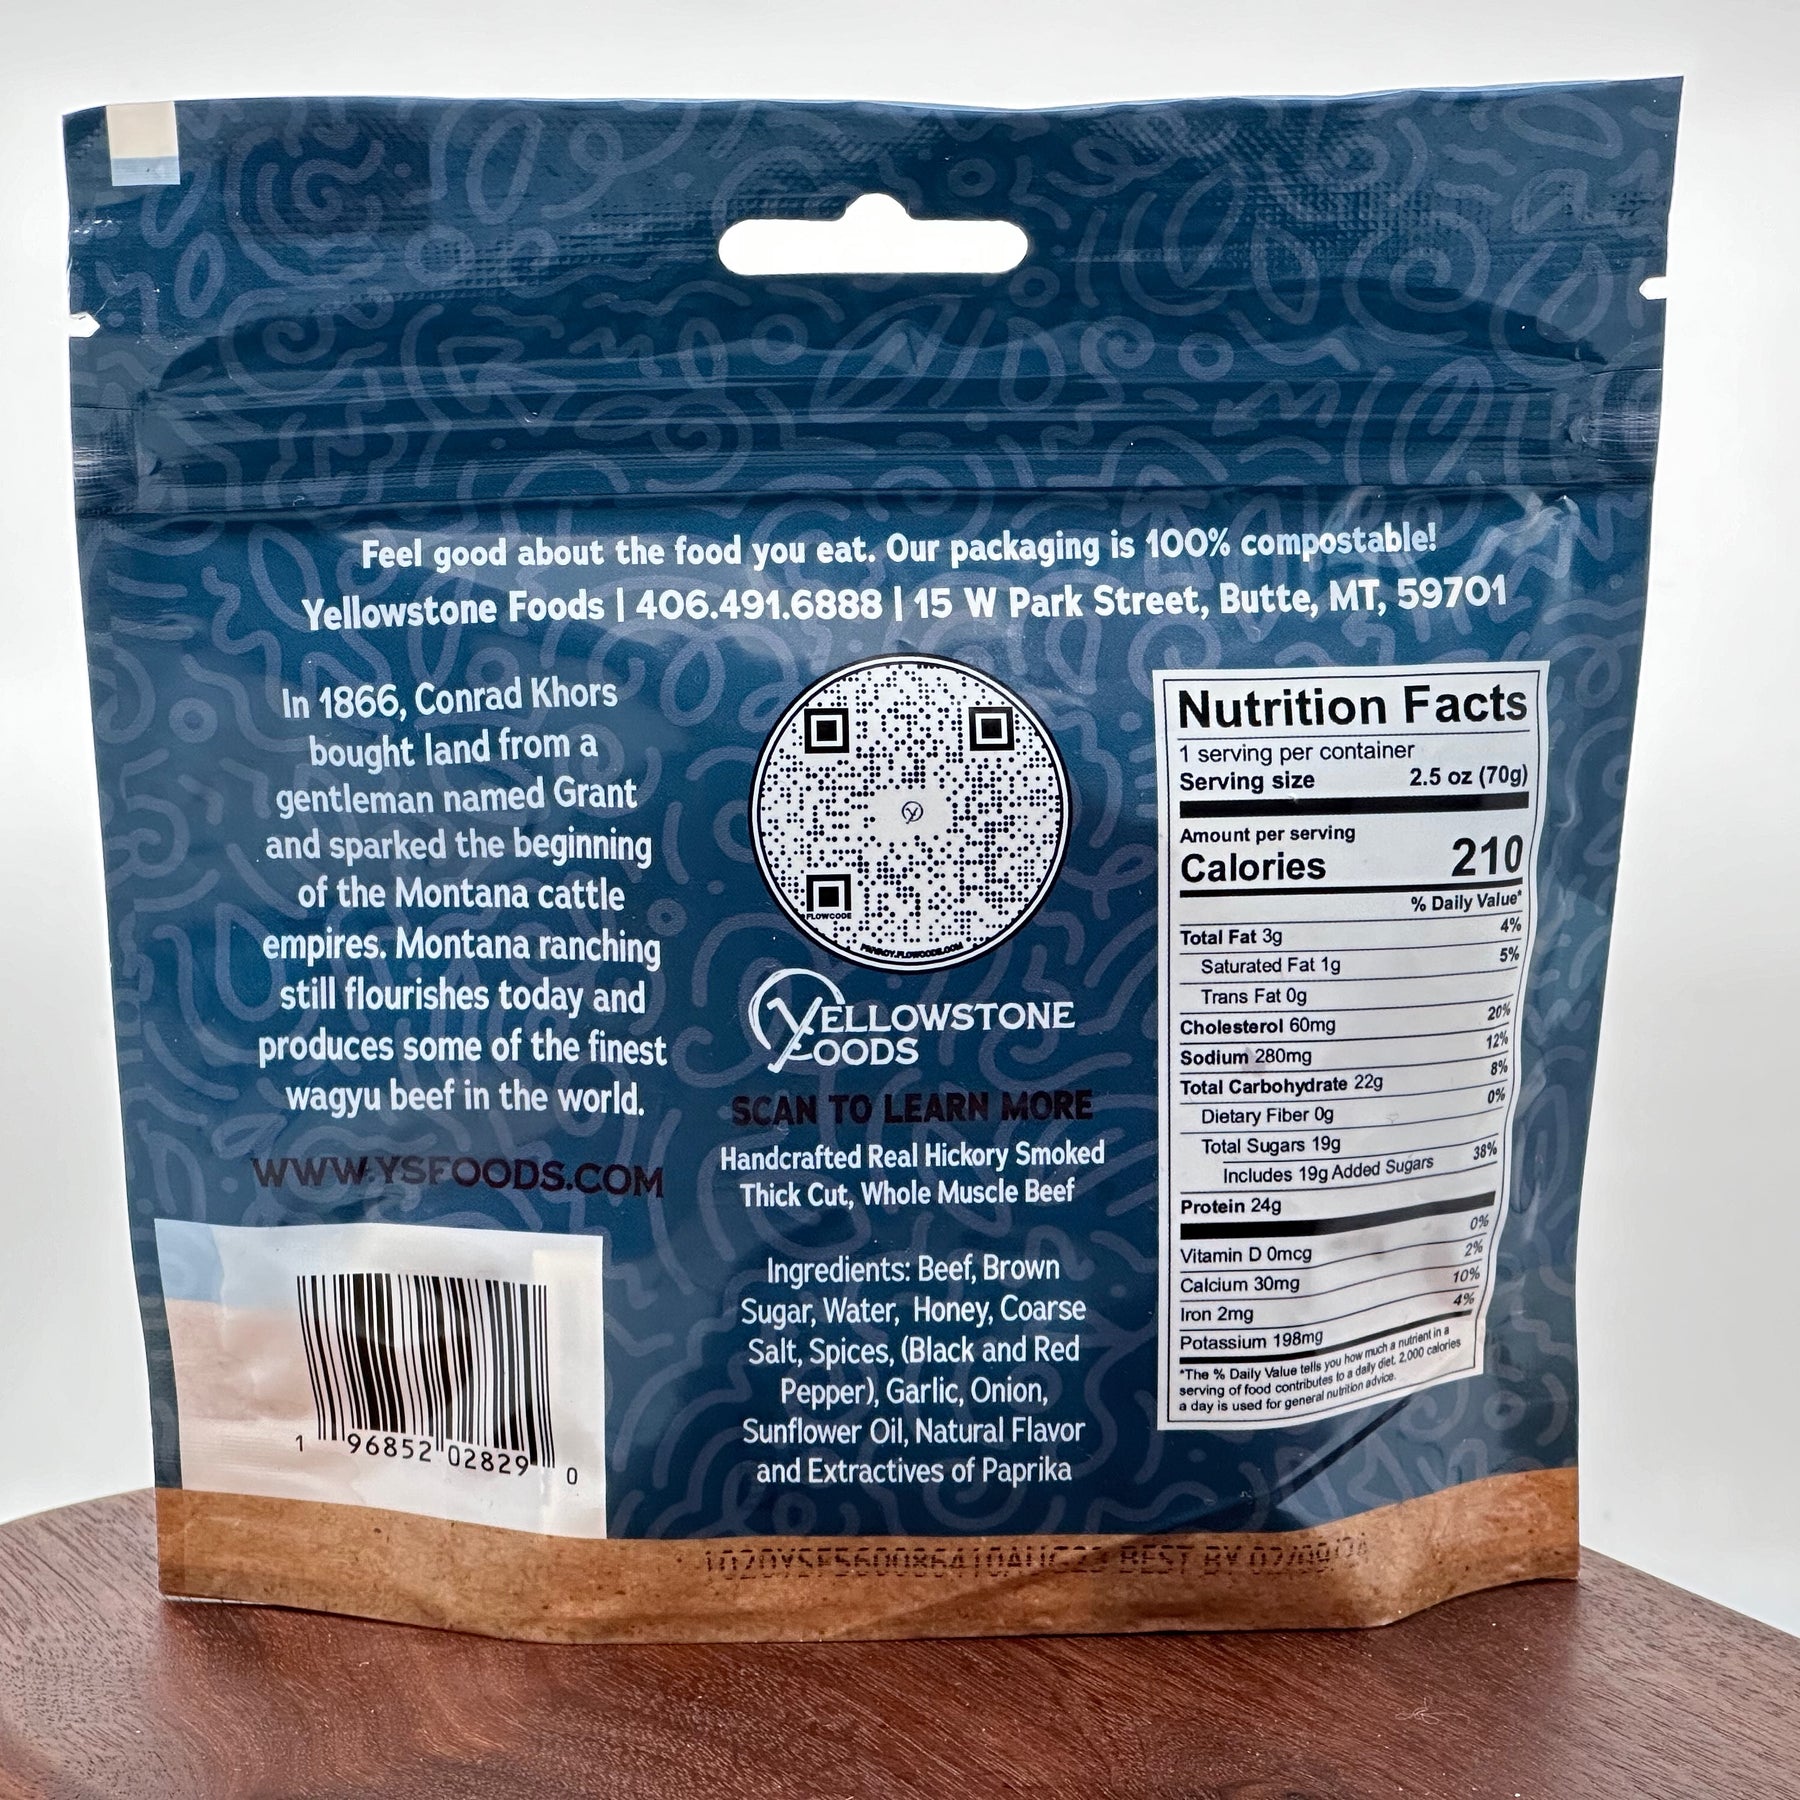 Feel good about the food you eat. Our packaging is 100% compostable!
Yellowstone Foods | 406.491.6888 | 15 W Park Street, Butte, MT, 59701
In 1866, Conrad Khors
bought land from a
gentleman named Grant
and sparked the beginning
of the Montana cattle
empires. Montana ranching
still flourishes today and
produces some of the finest
wagyu beef in the world.
WWW.YSFOODS.COM
1 96852 02829 0
FLOWCODE
YELLOWSTONE
FOODS
SCAN TO LEARN MORE
Handcrafted Real Hickory Smoked
Thick Cut, Whole Muscle Beef
Ingredients: Beef, Brown
Sugar, Water, Honey, Coarse
Salt, Spices, (Black and Red
Pepper), Garlic, Onion,
Sunflower Oil, Natural Flavor
and Extractives of Paprika
Nutrition Facts
1 serving per container
Serving size 2.5 oz (70g)
Amount per serving
Calories 210
% Daily Value*
Total Fat 3g 4%
Saturated Fat 1g 5%
Trans Fat 0g
Cholesterol 60mg 20%
Sodium 280mg 12%
Total Carbohydrate 22g 8%
Dietary Fiber 0g 0%
Total Sugars 19g
Includes 19g Added Sugars 38%
Protein 24g
Vitamin D 0mcg 0%
Calcium 30mg 2%
Iron 2mg 10%
Potassium 198mg 4%
*The % Daily Value tells you how much a nutrient in a
serving of food contributes to a daily diet. 2,000 calories
a day is used for general nutrition advice.
BEST BY 02/09/24